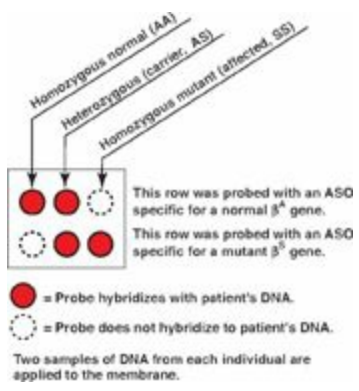 Homozygous normal (AA)
Heterozygous (carrier, AS)
Homozygous mutant (affected, SS)
This row was probed with an ASO
specific for a normal βᴬ gene.
This row was probed with an ASO
specific for a mutant βˢ gene.
= Probe hybridizes with patient's DNA.
= Probe does not hybridize to patient's DNA.
Two samples of DNA from each individual are
applied to the membrane.